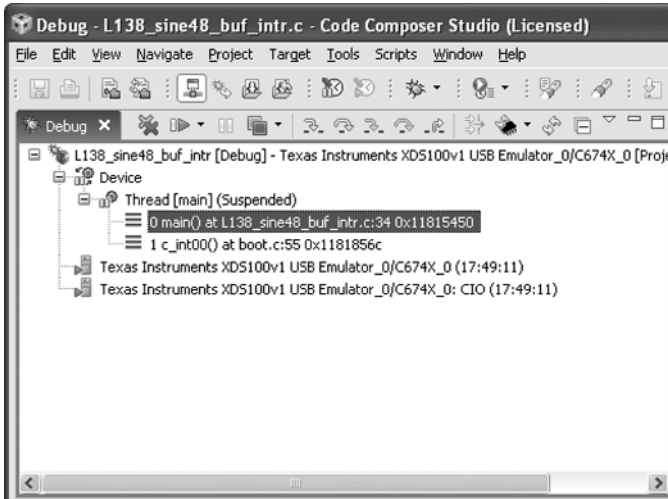 Debug - L138_sine48_buf_intr.c - Code Composer Studio (Licensed)
File Edit View Navigate Project Target Tools Scripts Window Help
Debug
L138_sine48_buf_intr [Debug] - Texas Instruments XDS100v1 USB Emulator_0/C674X_0 [Proje
Device
Thread [main] (Suspended)
0 main() at L138_sine48_buf_intr.c:34 0x11815450
1 c_int00() at boot.c:55 0x1181856c
Texas Instruments XDS100v1 USB Emulator_0/C674X_0 (17:49:11)
Texas Instruments XDS100v1 USB Emulator_0/C674X_0: CIO (17:49:11)